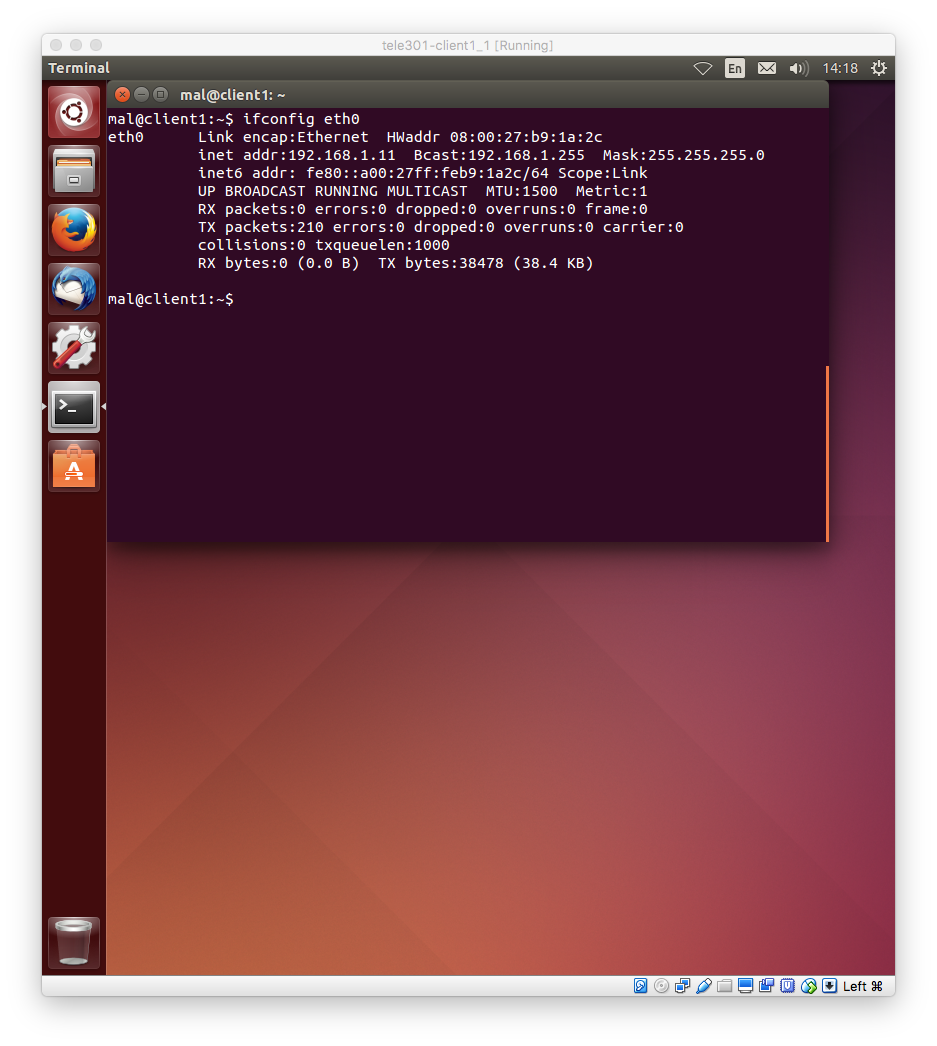 tele301-client1_1 [Running]
Terminal
En
14:18
mal@client1: ~
mal@client1:~$ ifconfig eth0
eth0      Link encap:Ethernet  HWaddr 08:00:27:b9:1a:2c
          inet addr:192.168.1.11  Bcast:192.168.1.255  Mask:255.255.255.0
          inet6 addr: fe80::a00:27ff:feb9:1a2c/64 Scope:Link
          UP BROADCAST RUNNING MULTICAST  MTU:1500  Metric:1
          RX packets:0 errors:0 dropped:0 overruns:0 frame:0
          TX packets:210 errors:0 dropped:0 overruns:0 carrier:0
          collisions:0 txqueuelen:1000
          RX bytes:0 (0.0 B)  TX bytes:38478 (38.4 KB)
mal@client1:~$
Left ⌘